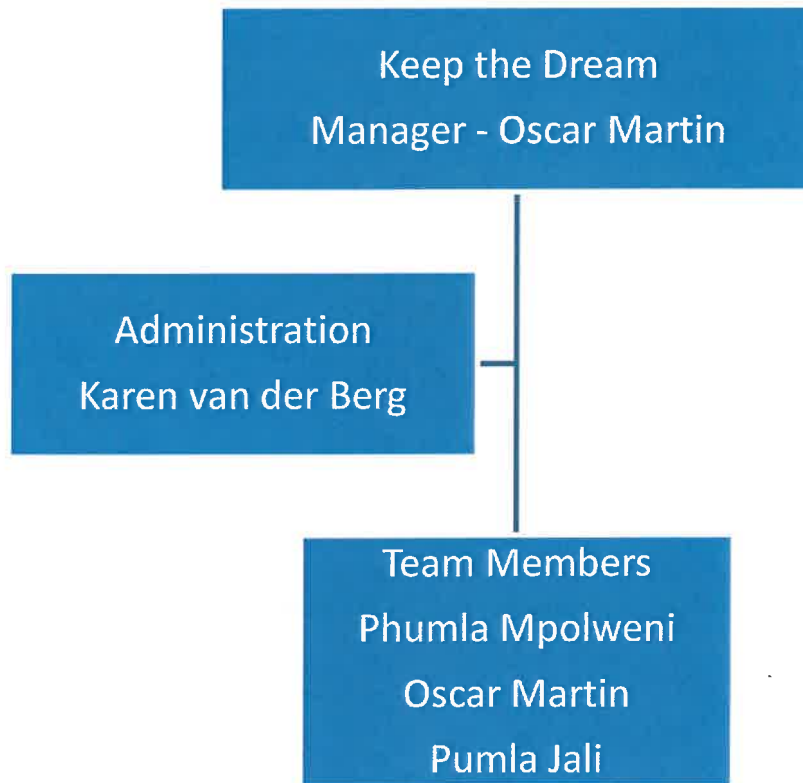 Keep the Dream
Manager - Oscar Martin
Administration
Karen van der Berg
Team Members
Phumla Mpolweni
Oscar Martin
Pumla Jali